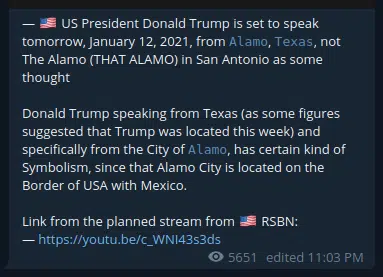 — 🇺🇸 US President Donald Trump is set to speak
tomorrow, January 12, 2021, from Alamo, Texas, not
The Alamo (THAT ALAMO) in San Antonio as some
thought
Donald Trump speaking from Texas (as some figures
suggested that Trump was located this week) and
specifically from the City of Alamo, has certain kind of
Symbolism, since that Alamo City is located on the
Border of USA with Mexico.
Link from the planned stream from 🇺🇸 RSBN:
— https://youtu.be/c_WNI43s3ds
5651 edited 11:03 PM